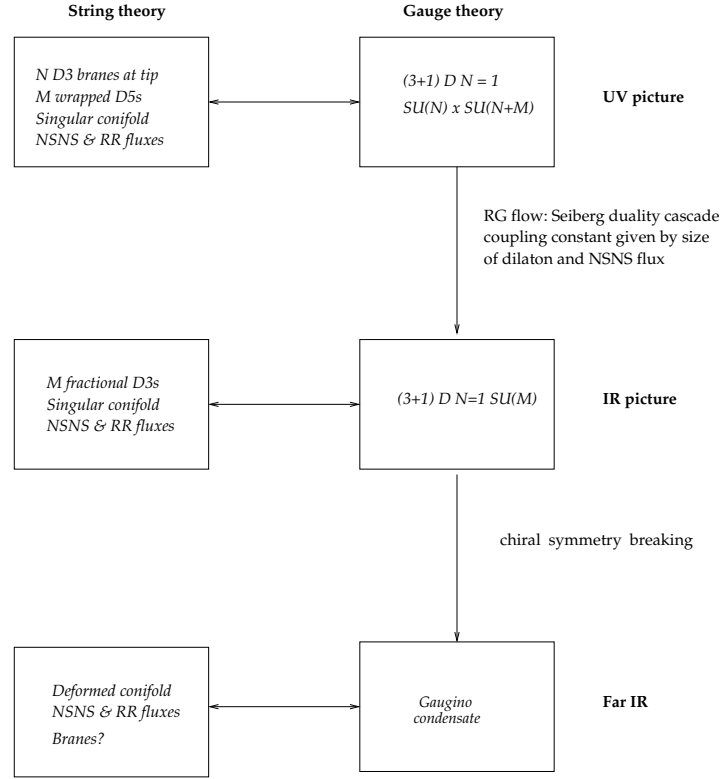 String theory
Gauge theory
N D3 branes at tip
M wrapped D5s
Singular conifold
NSNS & RR fluxes
(3+1) D N = 1
SU(N) x SU(N+M)
UV picture
RG flow: Seiberg duality cascade
coupling constant given by size
of dilaton and NSNS flux
M fractional D3s
Singular conifold
NSNS & RR fluxes
(3+1) D N=1 SU(M)
IR picture
chiral symmetry breaking
Deformed conifold
NSNS & RR fluxes
Branes?
Gaugino
condensate
Far IR